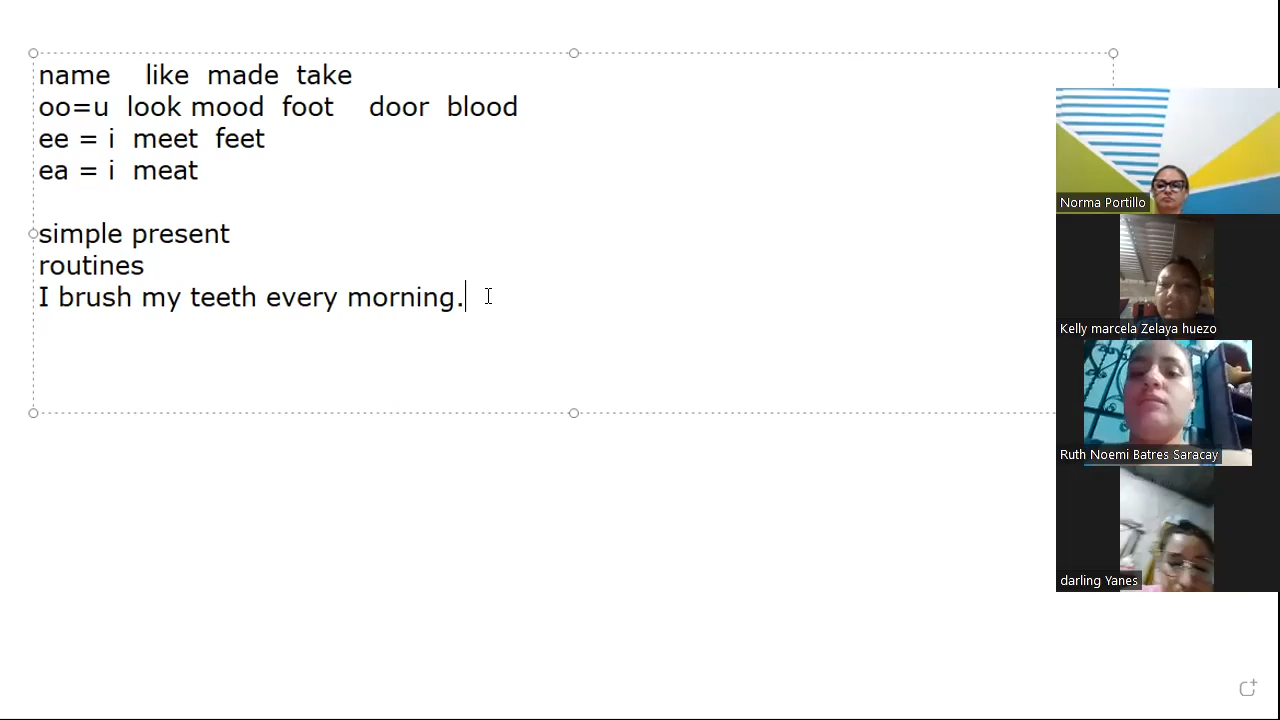 name like made take
oo=u look mood foot door blood
ee = i meet feet
ea = i meat
simple present
routines
I brush my teeth every morning.
Norma Portillo
Kelly marcela Zelaya huezo
Ruth Noemi Batres Saracay
darling Yanes